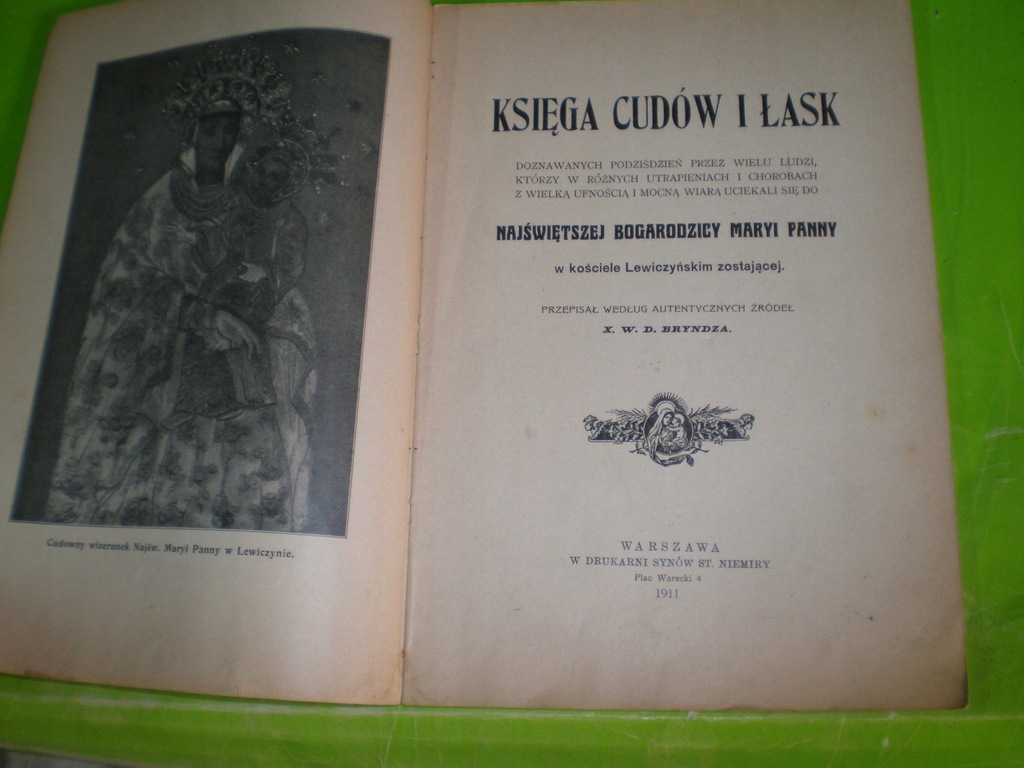 Cudowny wizerunek Najśw. Maryi Panny w Lewiczynie.
KSIĘGA CUDÓW I ŁASK
DOZNAWANYCH PODZIŚDZIEŃ PRZEZ WIELU LUDZI,
KTÓRZY W RÓŻNYCH UTRAPIENIACH I CHOROBACH
Z WIELKĄ UFNOŚCIĄ I MOCNĄ WIARĄ UCIEKALI SIĘ DO
NAJŚWIĘTSZEJ BOGARODZICY MARYI PANNY
w kościele Lewiczyńskim zostającej.
PRZEPISAŁ WEDŁUG AUTENTYCZNYCH ŹRÓDEŁ
X. W. D. BRYNDZA.
WARSZAWA
W DRUKARNI SYNÓW ST. NIEMIRY
Plac Warecki 4
1911